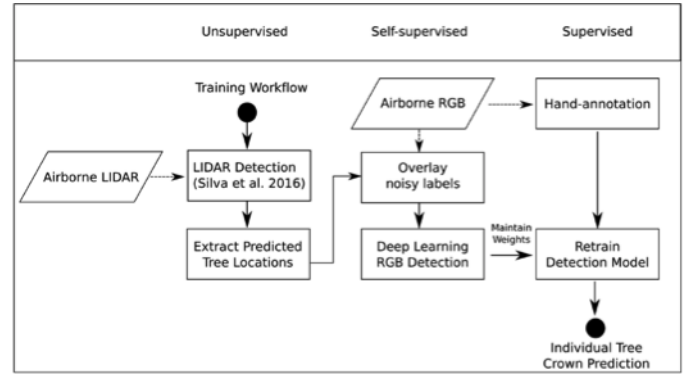 Unsupervised
Self-supervised
Supervised
Training Workflow
Airborne RGB
Hand-annotation
Airborne LIDAR
LIDAR Detection
(Silva et al. 2016)
Overlay
noisy labels
Extract Predicted
Tree Locations
Deep Learning
RGB Detection
Maintain
Weights
Retrain
Detection Model
Individual Tree
Crown Prediction